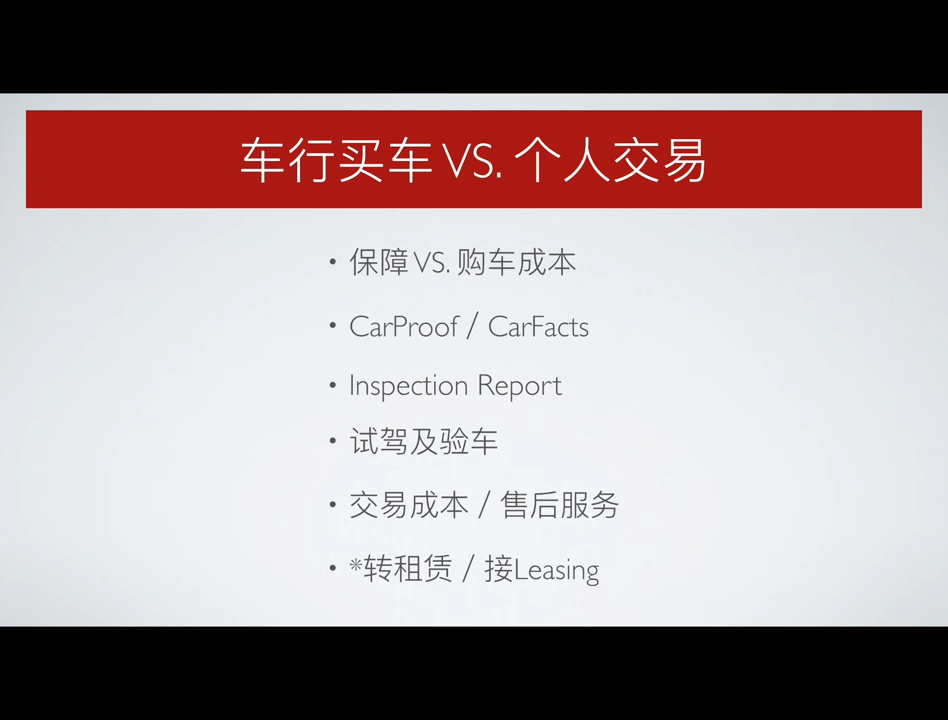 车行买车 VS. 个人交易
• 保障 VS. 购车成本
• CarProof / CarFacts
• Inspection Report
• 试驾及验车
• 交易成本 / 售后服务
• *转租赁 / 接Leasing